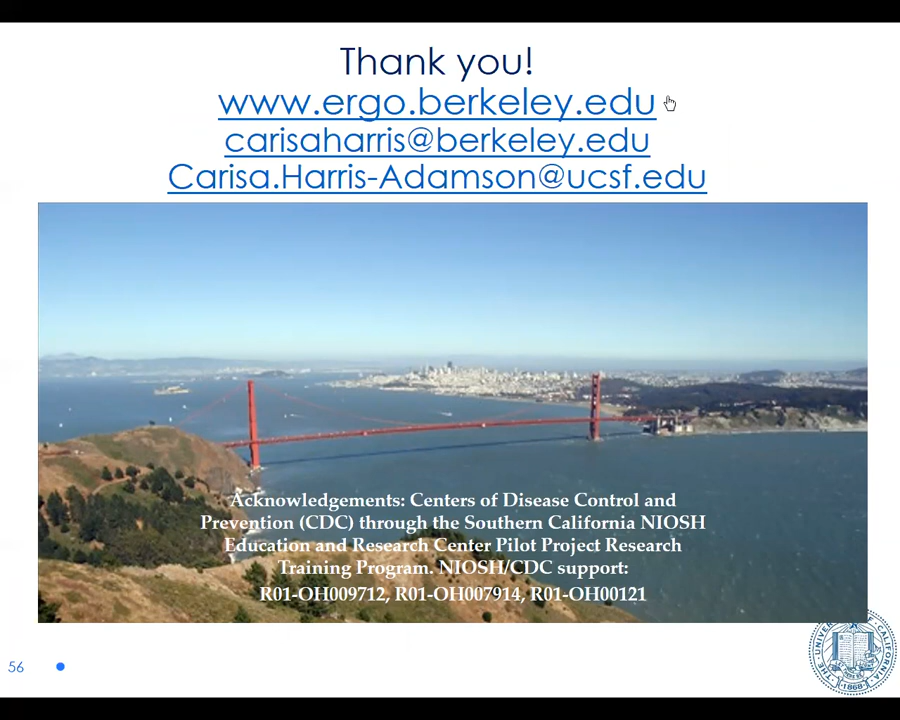 Thank you!
www.ergo.berkeley.edu
carisaharris@berkeley.edu
Carisa.Harris-Adamson@ucsf.edu
Acknowledgements: Centers of Disease Control and
Prevention (CDC) through the Southern California NIOSH
Education and Research Center Pilot Project Research
Training Program. NIOSH/CDC support:
R01-OH009712, R01-OH007914, R01-OH00121
56
1868